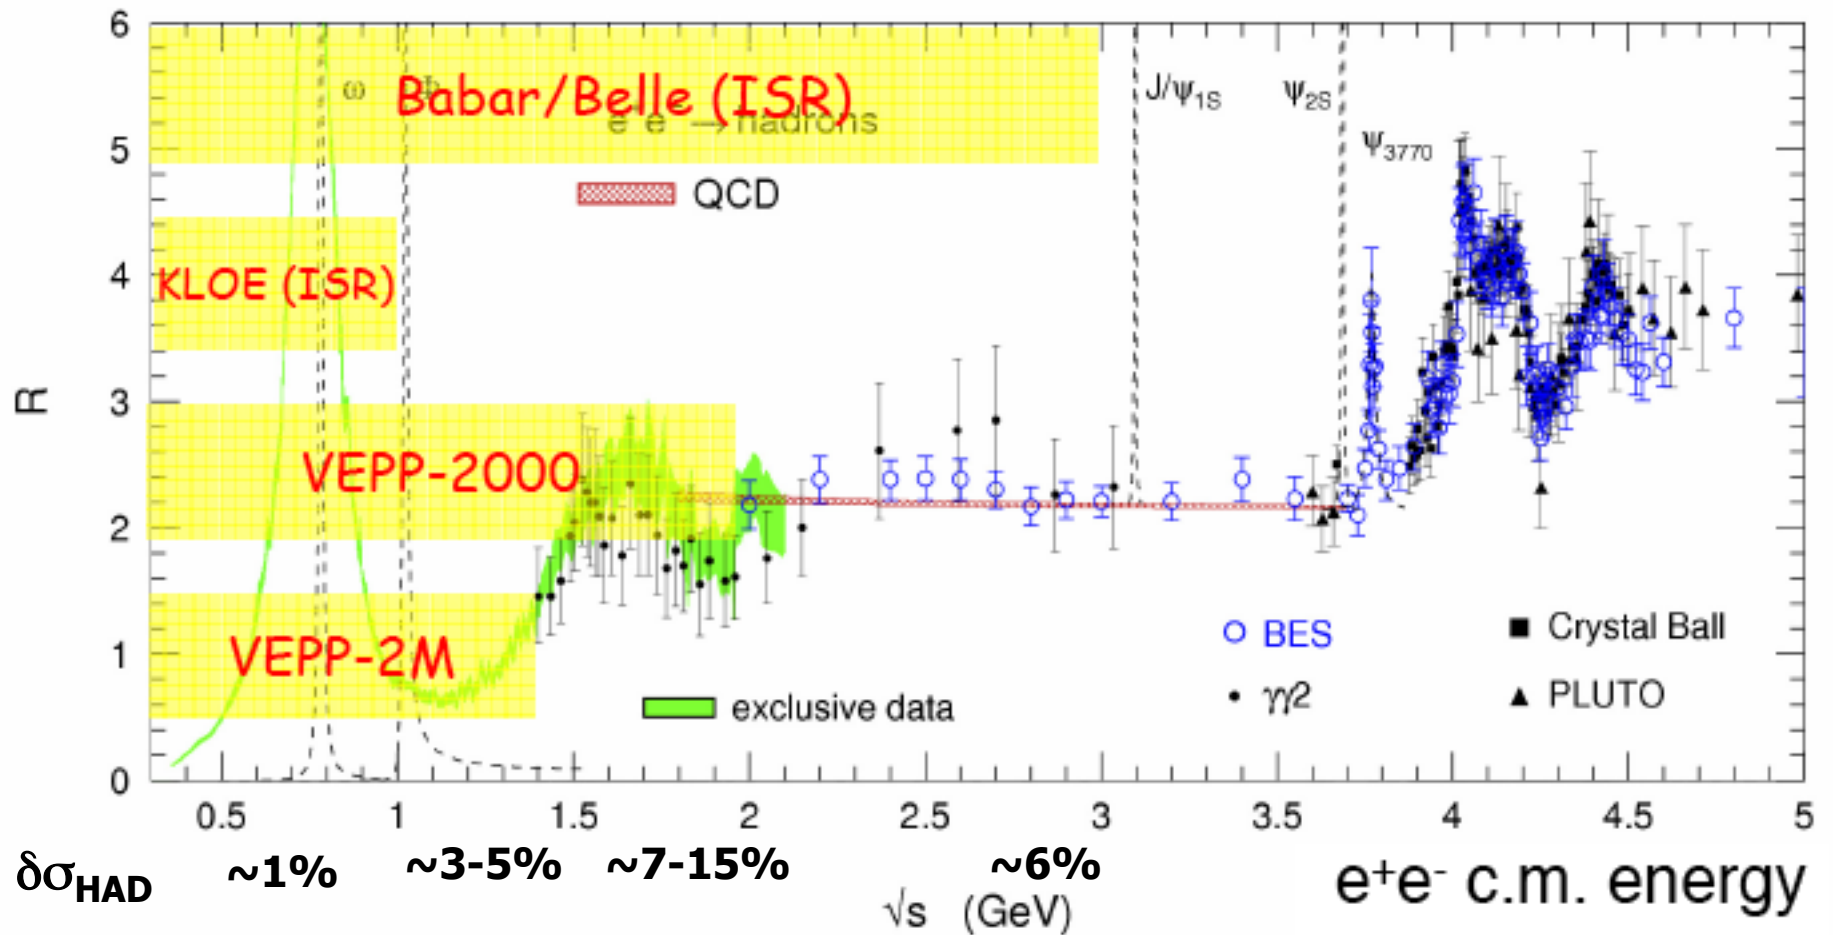 6
ω Φ
Babar/Belle (ISR)
e⁺e⁻ → hadrons
J/ψ1S
ψ2S
ψ3770
5
QCD
4
KLOE (ISR)
R
3
VEPP-2000
2
VEPP-2M
1
BES
Crystal Ball
exclusive data
γγ2
PLUTO
0
0.5 1 1.5 2 2.5 3 3.5 4 4.5 5
δσHAD ~1% ~3-5% ~7-15% ~6%
√s (GeV)
e+e- c.m. energy